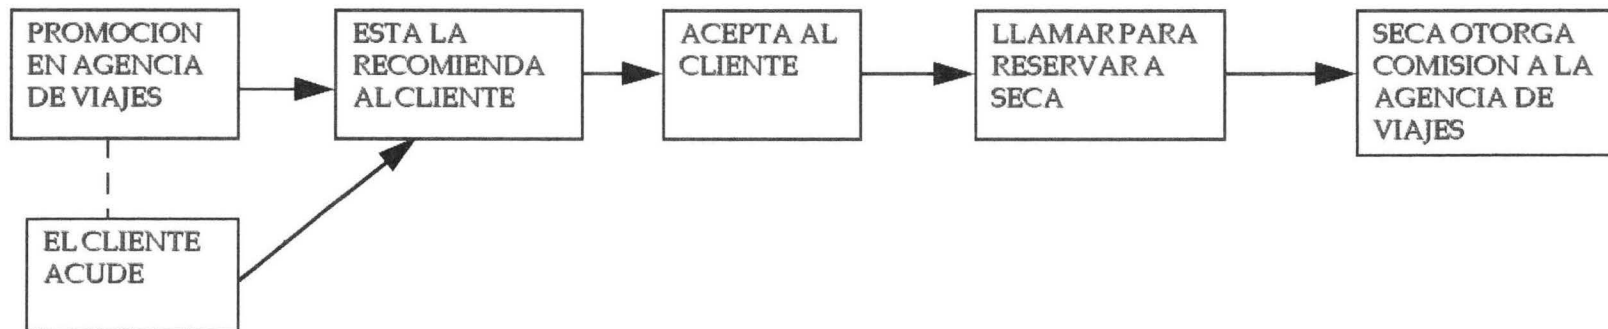 PROMOCION
EN AGENCIA
DE VIAJES
ESTA LA
RECOMIENDA
AL CLIENTE
ACEPTA AL
CLIENTE
LLAMAR PARA
RESERVAR A
SECA
SECA OTORGA
COMISION A LA
AGENCIA DE
VIAJES
EL CLIENTE
ACUDE